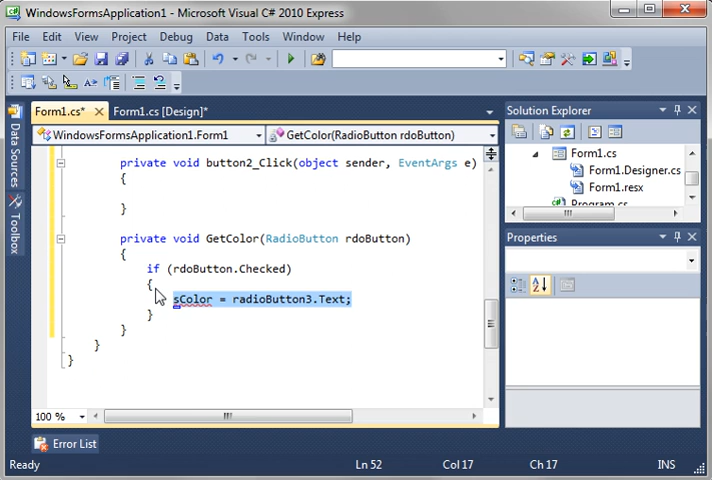 WindowsFormsApplication1 - Microsoft Visual C# 2010 Express
File Edit View Project Debug Data Tools Window Help
Form1.cs* Form1.cs [Design]*
WindowsFormsApplication1.Form1 GetColor(RadioButton rdoButton)
Data Sources
Toolbox
private void button2_Click(object sender, EventArgs e)
{
}
private void GetColor(RadioButton rdoButton)
{
if (rdoButton.Checked)
{
sColor = radioButton3.Text;
}
}
}
}
100 %
Solution Explorer
Form1.cs
Form1.Designer.cs
Form1.resx
Program.cs
Properties
Error List
Ready Ln 52 Col 17 Ch 17 INS